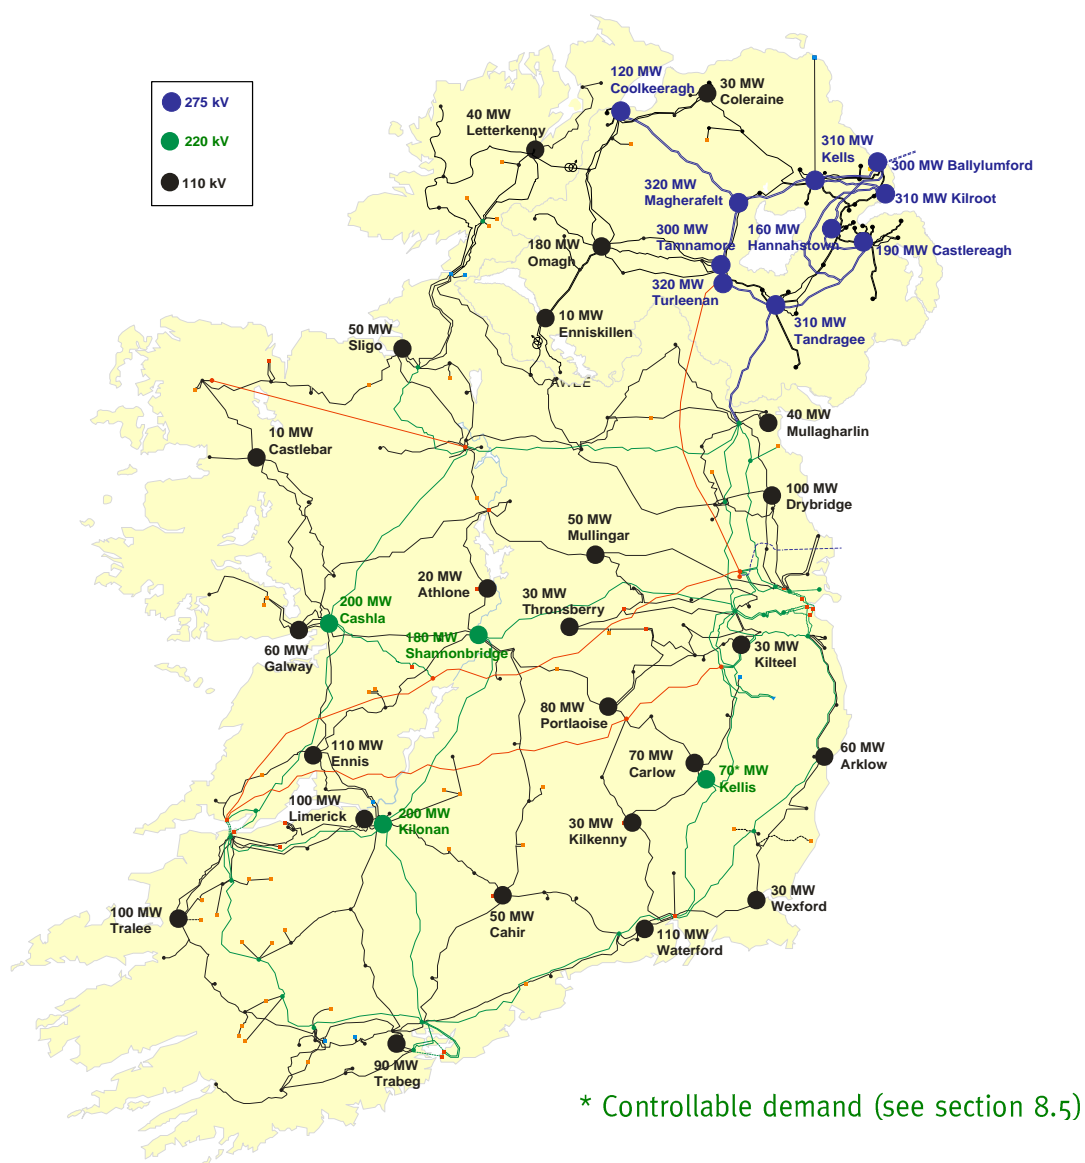 275 kV
220 kV
110 kV
120 MW
Coolkeeragh
30 MW
Coleraine
40 MW
Letterkenny
310 MW
Kells
300 MW Ballylumford
310 MW Kilroot
320 MW
Magherafelt
160 MW
Hannahstown
190 MW Castlereagh
300 MW
Tamnamore
180 MW
Omagh
320 MW
Turleenan
10 MW
Enniskillen
310 MW
Tandragee
50 MW
Sligo
AWLE
40 MW
Mullagharlin
10 MW
Castlebar
100 MW
Drybridge
50 MW
Mullingar
20 MW
Athlone
30 MW
Thronsberry
200 MW
Cashla
180 MW
Shannonbridge
60 MW
Galway
30 MW
Kilteel
80 MW
Portlaoise
110 MW
Ennis
70 MW
Carlow
70* MW
Kellis
60 MW
Arklow
100 MW
Limerick
200 MW
Kilonan
30 MW
Kilkenny
100 MW
Tralee
50 MW
Cahir
30 MW
Wexford
110 MW
Waterford
90 MW
Trabeg
* Controllable demand (see section 8.5)